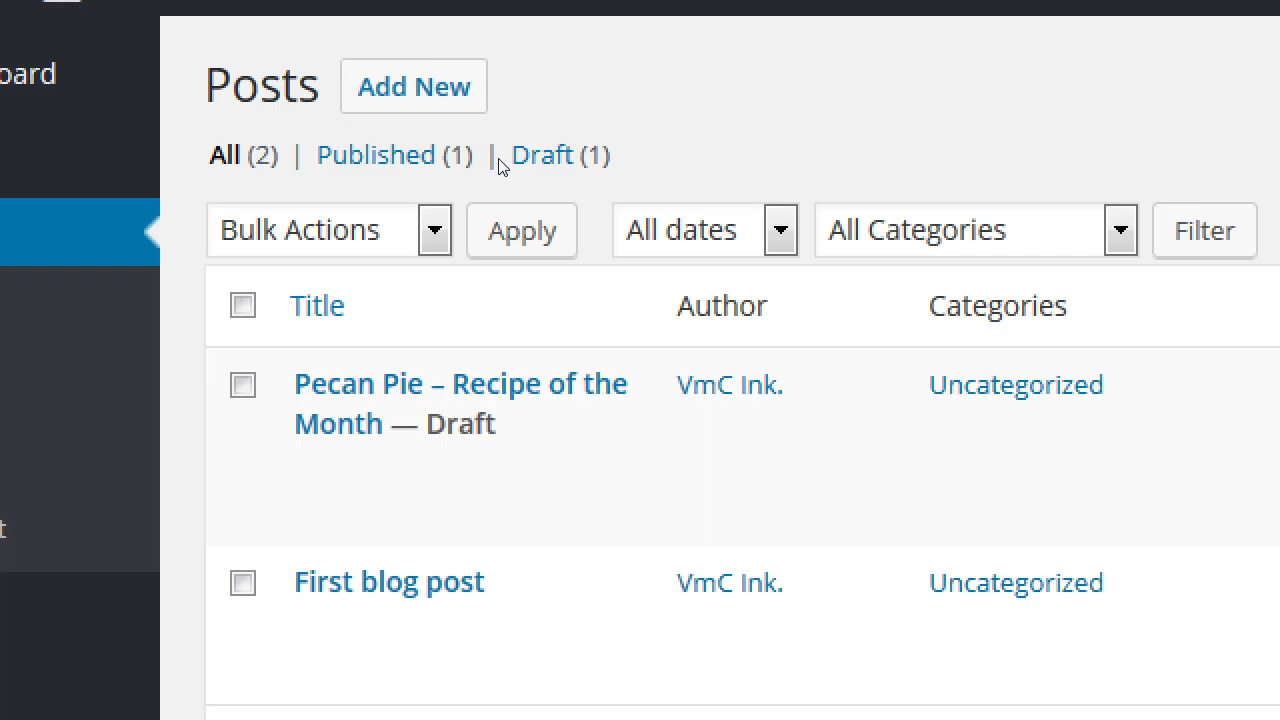 oard
Posts Add New
All (2) | Published (1) | Draft (1)
Bulk Actions Apply All dates All Categories Filter
Title Author Categories
Pecan Pie – Recipe of the VmC Ink. Uncategorized
Month — Draft
t
First blog post VmC Ink. Uncategorized